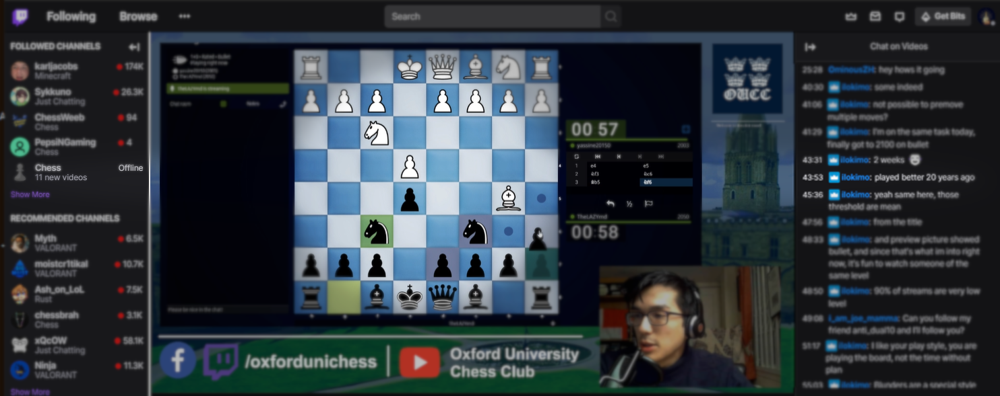 Following
Browse
Search
Get Bits
FOLLOWED CHANNELS
karljacobs
174K
Minecraft
Sykkuno
26.3K
Just Chatting
ChessWeeb
94
Chess
PepsiNGaming
4
Chess
Chess
Offline
11 new videos
Show More
RECOMMENDED CHANNELS
Myth
6.5K
VALORANT
moistcr1tikal
10.7K
VALORANT
Ash_on_LoL
7.5K
Rust
chessbrah
3.1K
Chess
xQcOW
58.1K
Just Chatting
Ninja
11.3K
VALORANT
Show More
TheLAZYmd is streaming
00 57
yassine20150
2003
1 e4 e5
2 ♘f3 ♘c6
3 ♗b5 ♘f6
½
TheLAZYmd
2050
00:58
OUCC
/oxfordunichess
Oxford University
Chess Club
Chat on Videos
25:28 OminousZH: hey hows it going
40:30 ilokimo: some indeed
41:06 ilokimo: not possible to premove
multiple moves?
41:29 ilokimo: I'm on the same task today,
finally got to 2100 on bullet
43:31 ilokimo: 2 weeks
43:53 ilokimo: played better 20 years ago
45:36 ilokimo: yeah same here, those
threshold are mean
47:56 ilokimo: from the title
48:33 ilokimo: and preview picture showed
bullet, and since that's what im into right
now, it's fun to watch someone of the
same level
48:50 ilokimo: 90% of streams are very low
level
49:08 i_am_joe_mamma: Can you follow my
friend anti_dual10 and I'll follow you?
51:17 ilokimo: I like your play style, you are
playing the board, not the time without
plan
55:03 ilokimo: Blunders are a special style